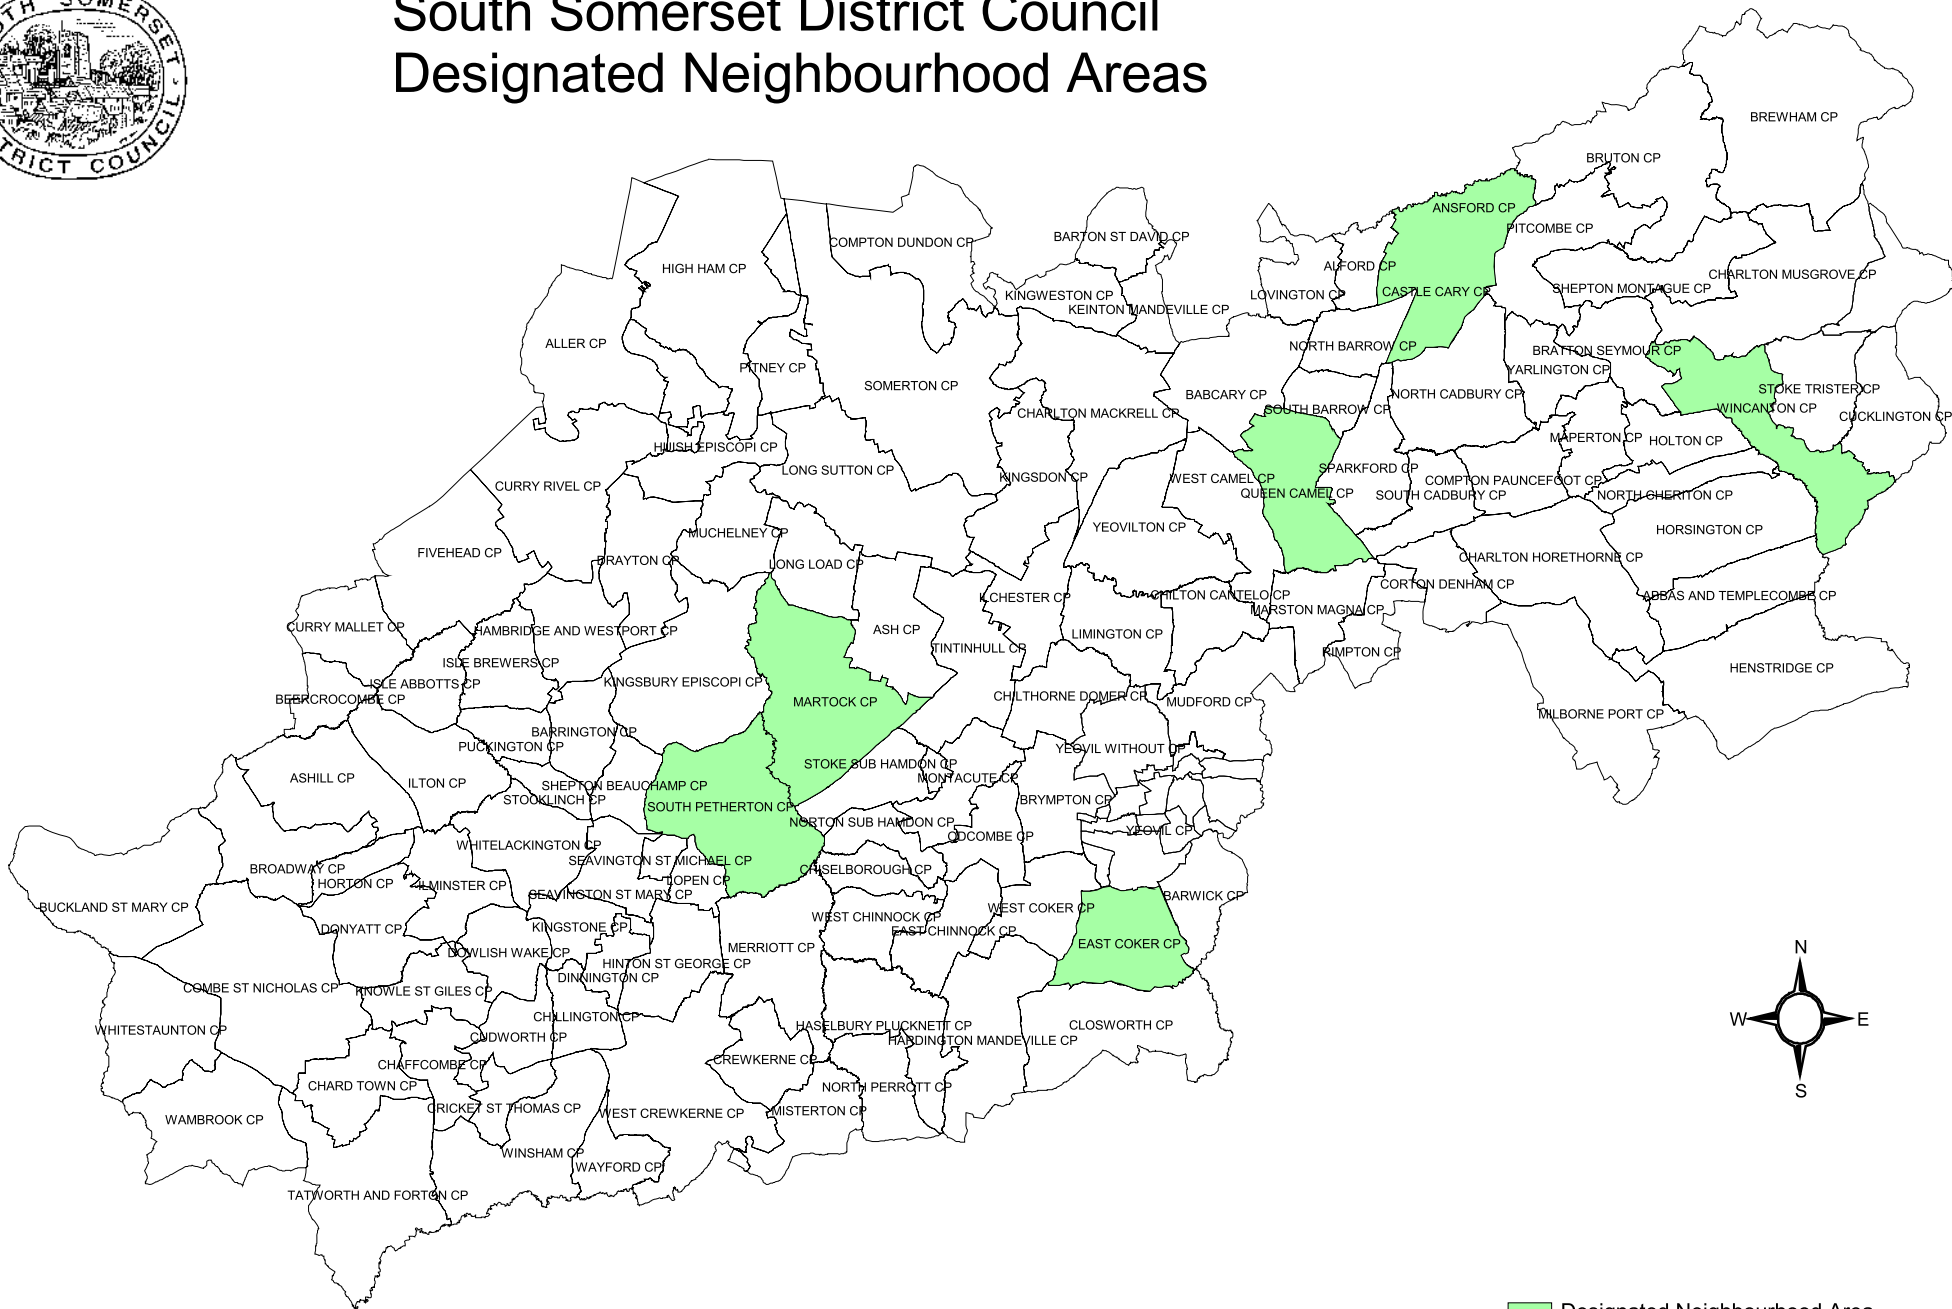 South Somerset District Council
Designated Neighbourhood Areas
SOMERSET
DISTRICT COUNCIL
BREWHAM CP
BRUTON CP
ANSFORD CP
PITCOMBE CP
COMPTON DUNDON CP
BARTON ST DAVID CP
HIGH HAM CP
ALFORD CP
CHARLTON MUSGROVE CP
SHEPTON MONTAGUE CP
CASTLE CARY CP
LOVINGTON CP
KINGWESTON CP
KEINTON MANDEVILLE CP
ALLER CP
NORTH BARROW CP
BRATTON SEYMOUR CP
PITNEY CP
YARLINGTON CP
SOMERTON CP
STOKE TRISTER CP
BABCARY CP
NORTH CADBURY CP
SOUTH BARROW CP
WINCANTON CP
CHARLTON MACKRELL CP
CUCKLINGTON CP
MAPERTON CP
HOLTON CP
HUISH EPISCOPI CP
LONG SUTTON CP
SPARKFORD CP
KINGSDON CP
WEST CAMEL CP
COMPTON PAUNCEFOOT CP
CURRY RIVEL CP
QUEEN CAMEL CP
SOUTH CADBURY CP
NORTH CHERITON CP
YEOVILTON CP
HORSINGTON CP
MUCHELNEY CP
FIVEHEAD CP
DRAYTON CP
LONG LOAD CP
CHARLTON HORETHORNE CP
CORTON DENHAM CP
ILCHESTER CP
CHILTON CANTELO CP
ABBAS AND TEMPLECOMBE CP
MARSTON MAGNA CP
CURRY MALLET CP
HAMBRIDGE AND WESTPORT CP
ASH CP
LIMINGTON CP
TINTINHULL CP
RIMPTON CP
ISLE BREWERS CP
HENSTRIDGE CP
ISLE ABBOTTS CP
KINGSBURY EPISCOPI CP
BEERCROCOMBE CP
MARTOCK CP
CHILTHORNE DOMER CP
MUDFORD CP
MILBORNE PORT CP
BARRINGTON CP
PUCKINGTON CP
YEOVIL WITHOUT CP
STOKE SUB HAMDON CP
ASHILL CP
ILTON CP
MONTACUTE CP
SHEPTON BEAUCHAMP CP
STOCKLINCH CP
SOUTH PETHERTON CP
BRYMPTON CP
NORTON SUB HAMDON CP
YEOVIL CP
ODCOMBE CP
WHITELACKINGTON CP
SEAVINGTON ST MICHAEL CP
BROADWAY CP
CHISELBOROUGH CP
HORTON CP
ILMINSTER CP
LOPEN CP
SEAVINGTON ST MARY CP
BARWICK CP
BUCKLAND ST MARY CP
WEST COKER CP
WEST CHINNOCK CP
DONYATT CP
KINGSTONE CP
EAST CHINNOCK CP
EAST COKER CP
MERRIOTT CP
DOWLISH WAKE CP
HINTON ST GEORGE CP
DINNINGTON CP
COMBE ST NICHOLAS CP
KNOWLE ST GILES CP
CHILLINGTON CP
WHITESTAUNTON CP
HASELBURY PLUCKNETT CP
CLOSWORTH CP
CUDWORTH CP
HARDINGTON MANDEVILLE CP
CREWKERNE CP
CHAFFCOMBE CP
CHARD TOWN CP
NORTH PERROTT CP
CRICKET ST THOMAS CP
WEST CREWKERNE CP
MISTERTON CP
WAMBROOK CP
WINSHAM CP
WAYFORD CP
TATWORTH AND FORTON CP
N
W
E
S
Designated Neighbourhood Area